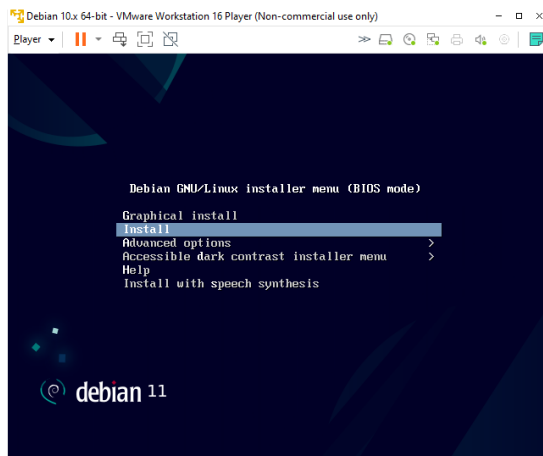 Debian 10.x 64-bit - VMware Workstation 16 Player (Non-commercial use only)
Player
Debian GNU/Linux installer menu (BIOS mode)
Graphical install
Install
Advanced options >
Accessible dark contrast installer menu >
Help
Install with speech synthesis
debian 11